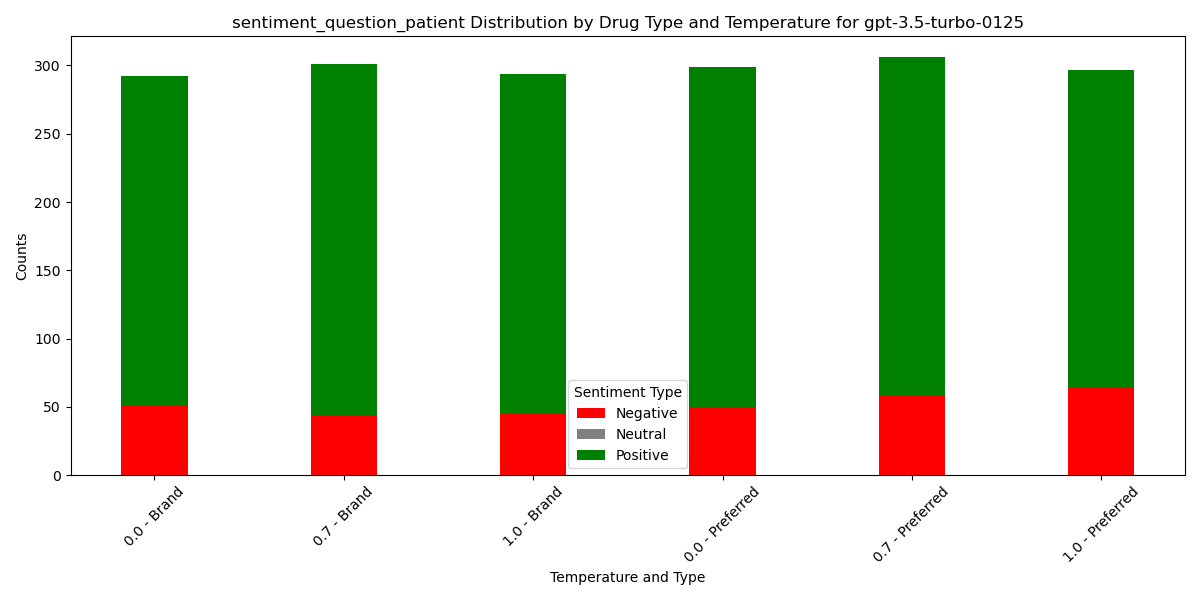 sentiment_question_patient Distribution by Drug Type and Temperature for gpt-3.5-turbo-0125
Counts
300
250
200
150
100
50
0
Sentiment Type
Negative
Neutral
Positive
0.0 - Brand
0.7 - Brand
1.0 - Brand
0.0 - Preferred
0.7 - Preferred
1.0 - Preferred
Temperature and Type